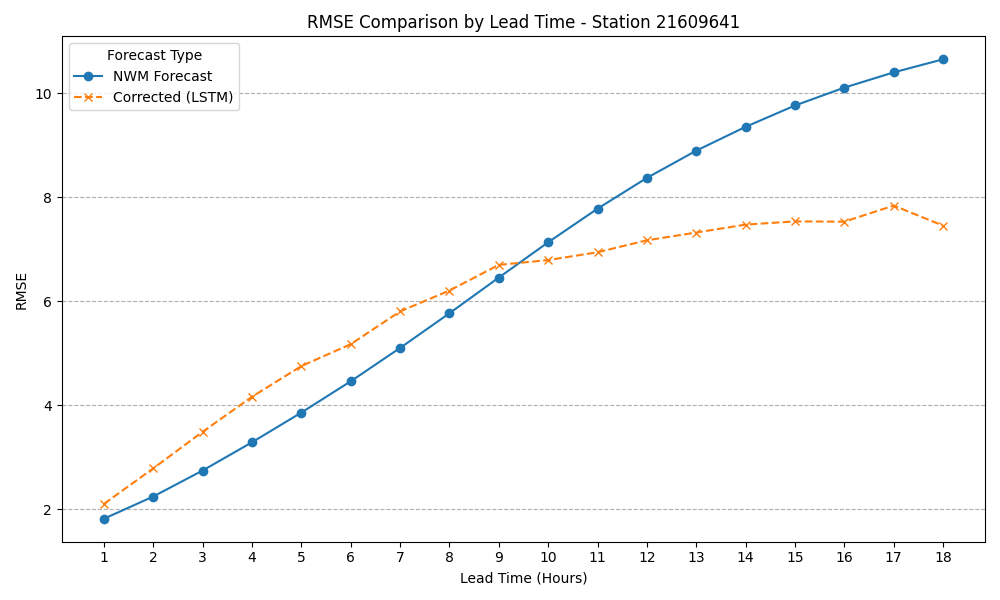 RMSE Comparison by Lead Time - Station 21609641
Forecast Type
NWM Forecast
Corrected (LSTM)
10
8
6
4
2
RMSE
1 2 3 4 5 6 7 8 9 10 11 12 13 14 15 16 17 18
Lead Time (Hours)